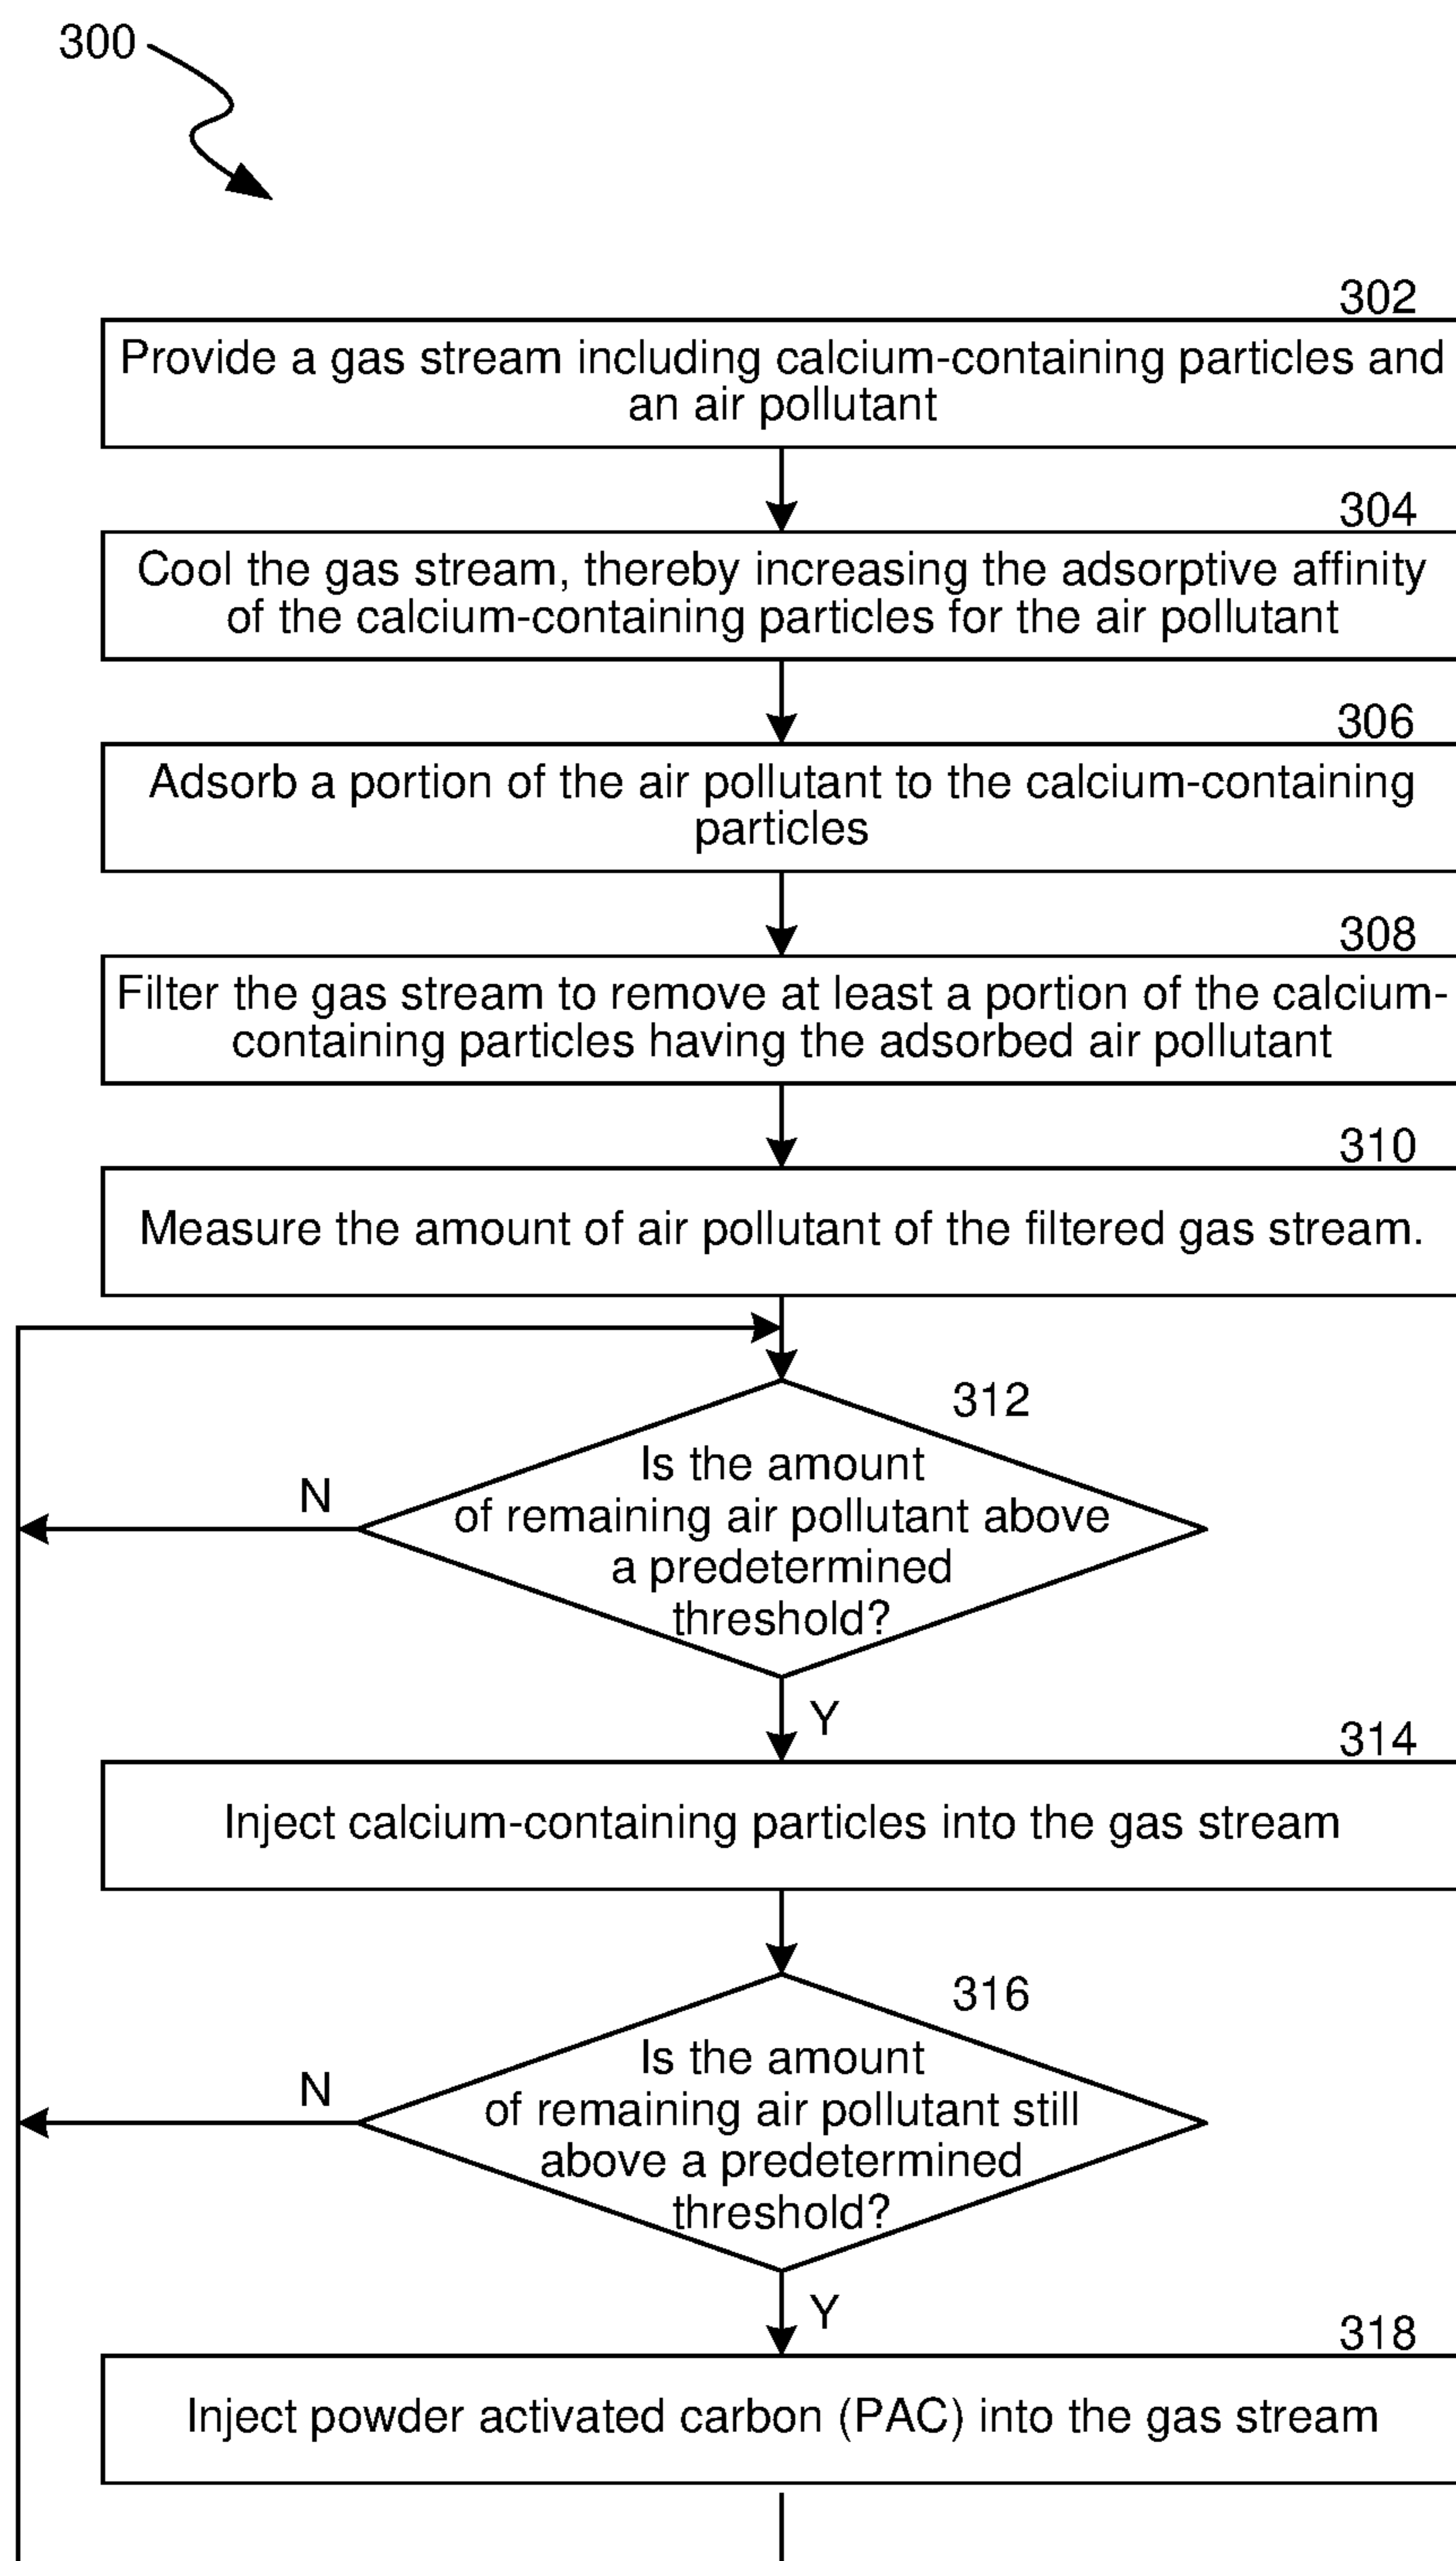 300
302
Provide a gas stream including calcium-containing particles and
an air pollutant
304
Cool the gas stream, thereby increasing the adsorptive affinity
of the calcium-containing particles for the air pollutant
306
Adsorb a portion of the air pollutant to the calcium-containing
particles
308
Filter the gas stream to remove at least a portion of the calcium-
containing particles having the adsorbed air pollutant
310
Measure the amount of air pollutant of the filtered gas stream.
312
Is the amount
of remaining air pollutant above
a predetermined
threshold?
N
Y
314
Inject calcium-containing particles into the gas stream
316
Is the amount
of remaining air pollutant still
above a predetermined
threshold?
N
Y
318
Inject powder activated carbon (PAC) into the gas stream